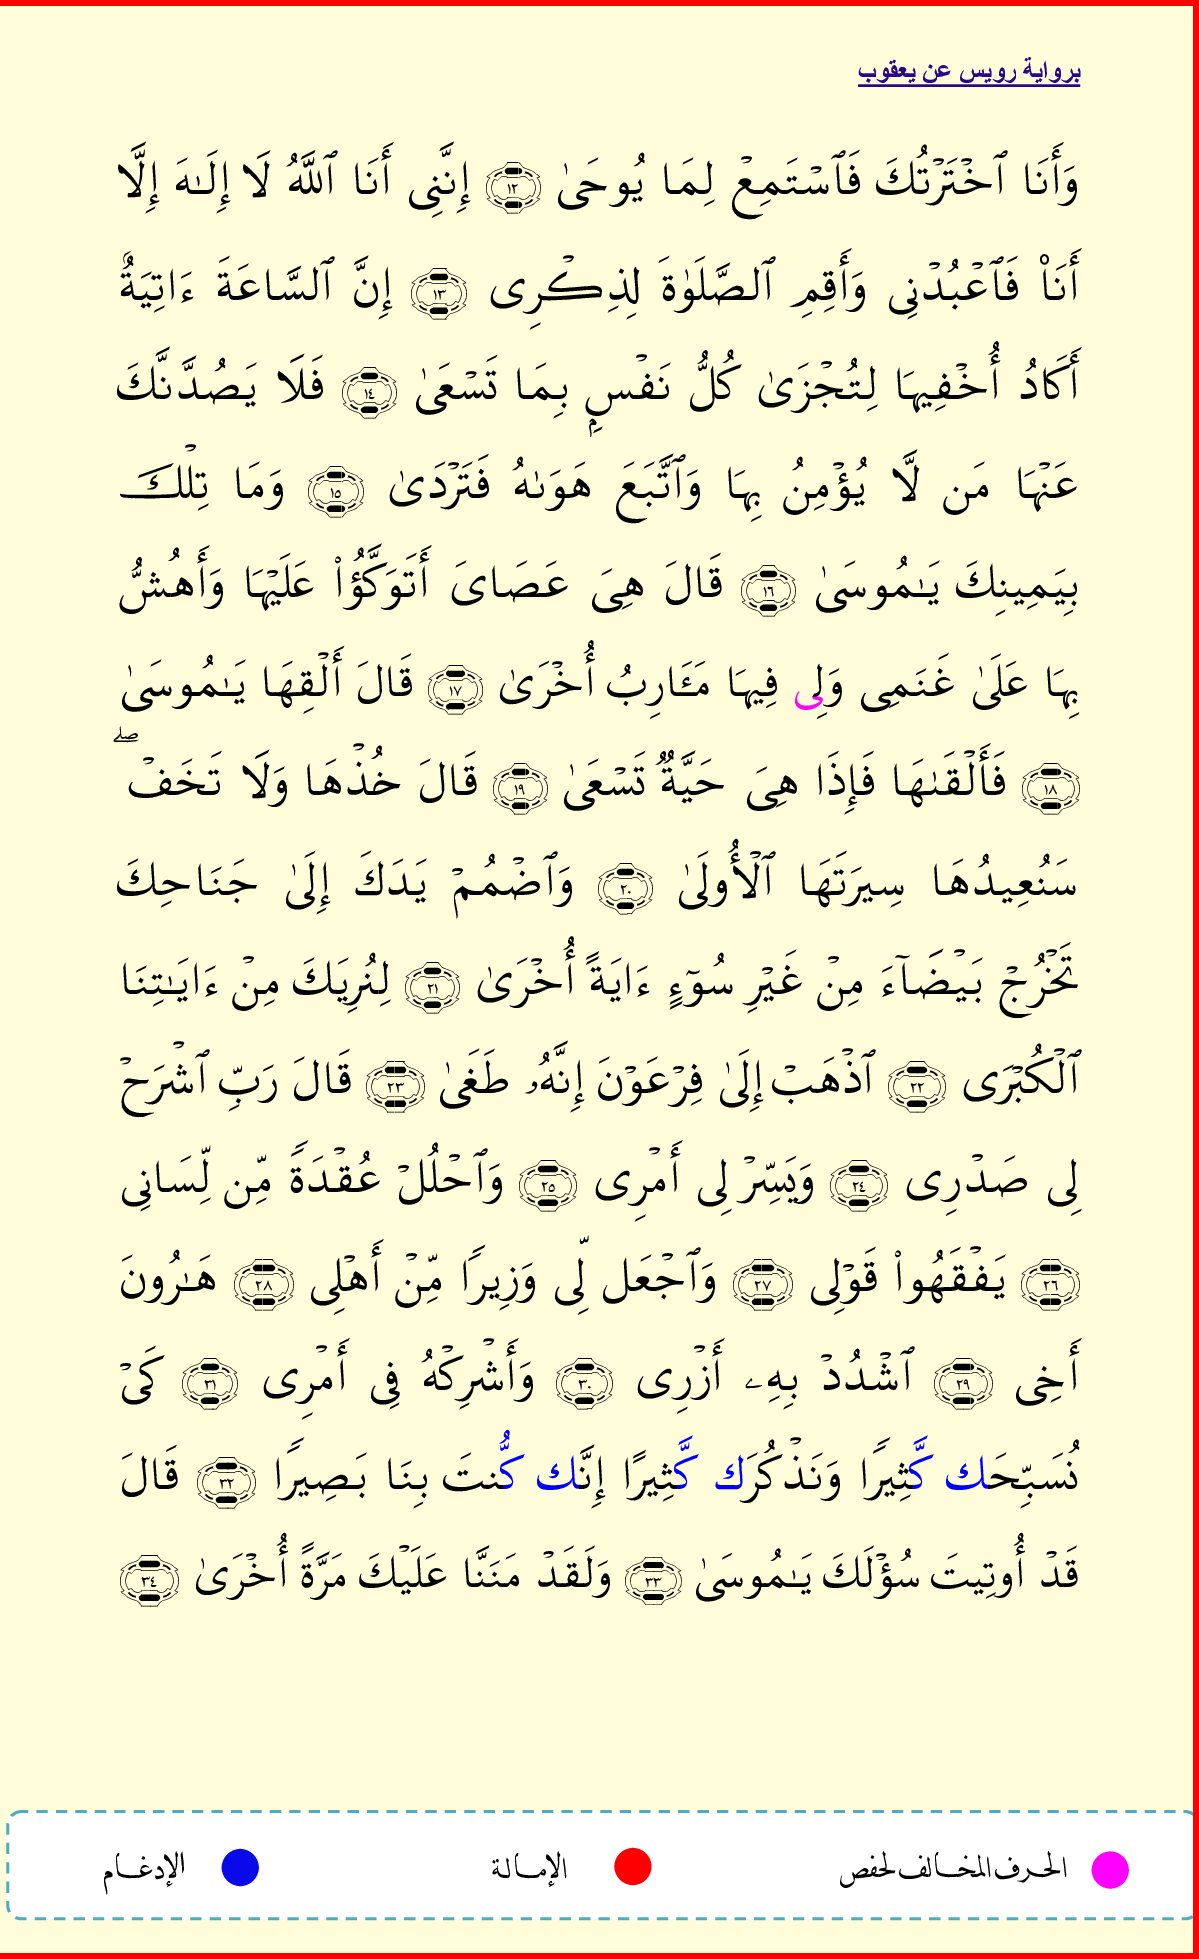 برواية رويس عن يعقوب
وَأَنَا ٱخۡتَرۡتُكَ فَٱسۡتَمِعۡ لِمَا يُوحَىٰ ١٢ إِنَّنِى أَنَا ٱللَّهُ لَا إِلَـٰهَ إِلَّا
أَنَا۠ فَٱعۡبُدۡنِى وَأَقِمِ ٱلصَّلَوٰةَ لِذِكۡرِى ١٣ إِنَّ ٱلسَّاعَةَ ءَاتِيَةٌ
أَكَادُ أُخۡفِيهَا لِتُجۡزَىٰ كُلُّ نَفۡسِۭ بِمَا تَسۡعَىٰ ١٤ فَلَا يَصُدَّنَّكَ
عَنۡهَا مَن لَّا يُؤۡمِنُ بِهَا وَٱتَّبَعَ هَوَىٰهُ فَتَرۡدَىٰ ١٥ وَمَا تِلۡكَ
بِيَمِينِكَ يَـٰمُوسَىٰ ١٦ قَالَ هِىَ عَصَاىَ أَتَوَكَّؤُا۟ عَلَيۡهَا وَأَهُشُّ
بِهَا عَلَىٰ غَنَمِى وَلِى فِيهَا مَـَٔارِبُ أُخۡرَىٰ ١٧ قَالَ أَلۡقِهَا يَـٰمُوسَىٰ
١٨ فَأَلۡقَىٰهَا فَإِذَا هِىَ حَيَّةٌ تَسۡعَىٰ ١٩ قَالَ خُذۡهَا وَلَا تَخَفۡۖ
سَنُعِيدُهَا سِيرَتَهَا ٱلۡأُولَىٰ ٢٠ وَٱضۡمُمۡ يَدَكَ إِلَىٰ جَنَاحِكَ
تَخۡرُجۡ بَيۡضَآءَ مِنۡ غَيۡرِ سُوٓءٍ ءَايَةً أُخۡرَىٰ ٢١ لِنُرِيَكَ مِنۡ ءَايَـٰتِنَا
ٱلۡكُبۡرَى ٢٢ ٱذۡهَبۡ إِلَىٰ فِرۡعَوۡنَ إِنَّهُۥ طَغَىٰ ٢٣ قَالَ رَبِّ ٱشۡرَحۡ
لِى صَدۡرِى ٢٤ وَيَسِّرۡ لِى أَمۡرِى ٢٥ وَٱحۡلُلۡ عُقۡدَةً مِّن لِّسَانِى
٢٦ يَفۡقَهُوا۟ قَوۡلِى ٢٧ وَٱجۡعَل لِّى وَزِيرًا مِّنۡ أَهۡلِى ٢٨ هَـٰرُونَ
أَخِى ٢٩ ٱشۡدُدۡ بِهِۦ أَزۡرِى ٣٠ وَأَشۡرِكۡهُ فِى أَمۡرِى ٣١ كَىۡ
نُسَبِّحَك كَّثِيرًا وَنَذۡكُرَك كَّثِيرًا إِنَّك كُّنتَ بِنَا بَصِيرًا ٣٢ قَالَ
قَدۡ أُوتِيتَ سُؤۡلَكَ يَـٰمُوسَىٰ ٣٣ وَلَقَدۡ مَنَنَّا عَلَيۡكَ مَرَّةً أُخۡرَىٰ ٣٤
الحرف المخالف لحفص الإمالة الإدغام